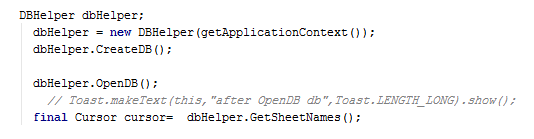 DBHelper dbHelper;
dbHelper = new DBHelper(getApplicationContext());
dbHelper.CreateDB();
dbHelper.OpenDB();
// Toast.makeText(this,"after OpenDB db",Toast.LENGTH_LONG).show();
final Cursor cursor=  dbHelper.GetSheetNames();